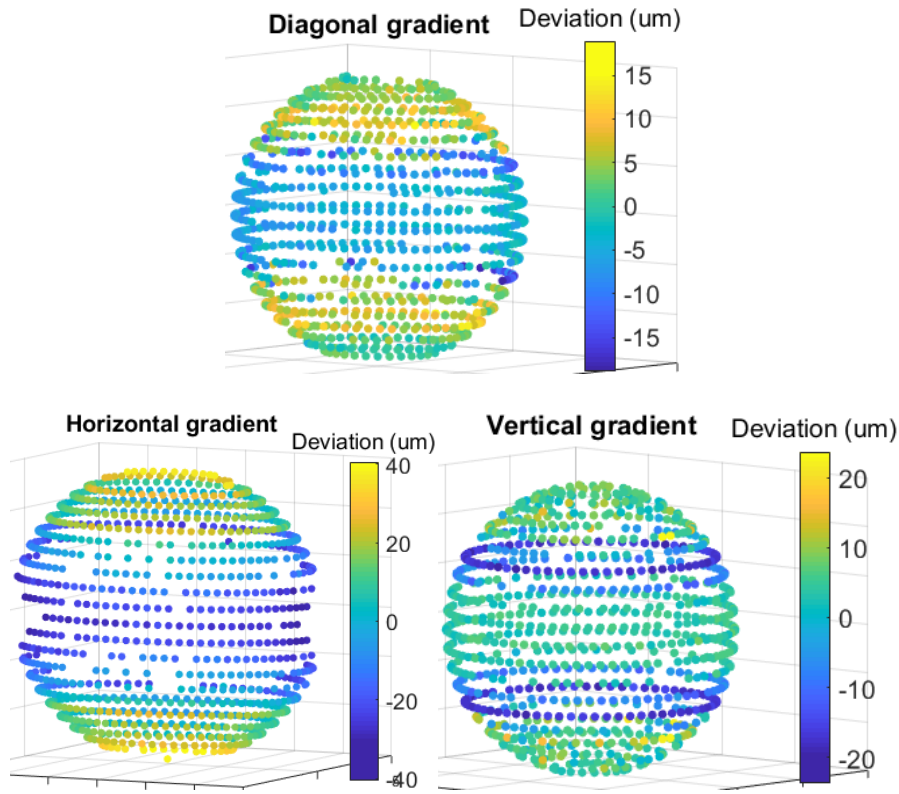 Diagonal gradient
Deviation (um)
15
10
5
0
-5
-10
-15
Horizontal gradient
Deviation (um)
40
20
0
-20
-40
Vertical gradient
Deviation (um)
20
10
0
-10
-20